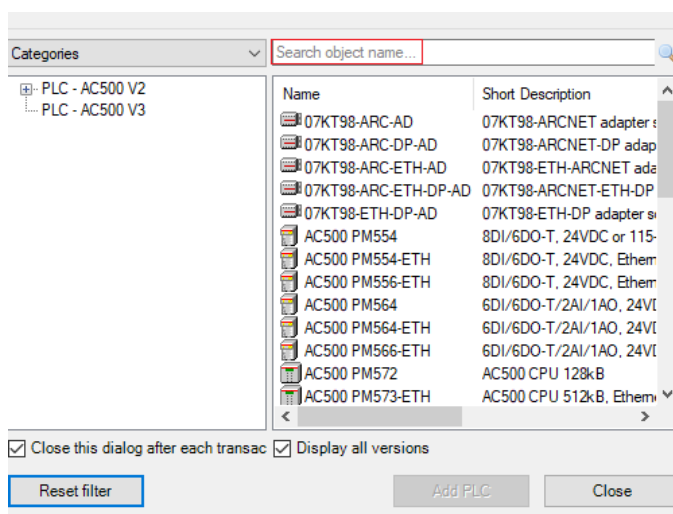 Categories
Search object name...
PLC - AC500 V2
PLC - AC500 V3
Name Short Description
07KT98-ARC-AD 07KT98-ARCNET adapter
07KT98-ARC-DP-AD 07KT98-ARCNET-DP adap
07KT98-ARC-ETH-AD 07KT98-ETH-ARCNET ada
07KT98-ARC-ETH-DP-AD 07KT98-ARCNET-ETH-DP
07KT98-ETH-DP-AD 07KT98-ETH-DP adapter
AC500 PM554 8DI/6DO-T, 24VDC or 115-
AC500 PM554-ETH 8DI/6DO-T, 24VDC, Ethern
AC500 PM556-ETH 8DI/6DO-T, 24VDC, Ethern
AC500 PM564 6DI/6DO-T/2AI/1AO, 24VD
AC500 PM564-ETH 6DI/6DO-T/2AI/1AO, 24VD
AC500 PM566-ETH 6DI/6DO-T/2AI/1AO, 24VD
AC500 PM572 AC500 CPU 128kB
AC500 PM573-ETH AC500 CPU 512kB, Ethern
Close this dialog after each transac Display all versions
Reset filter Add PLC Close